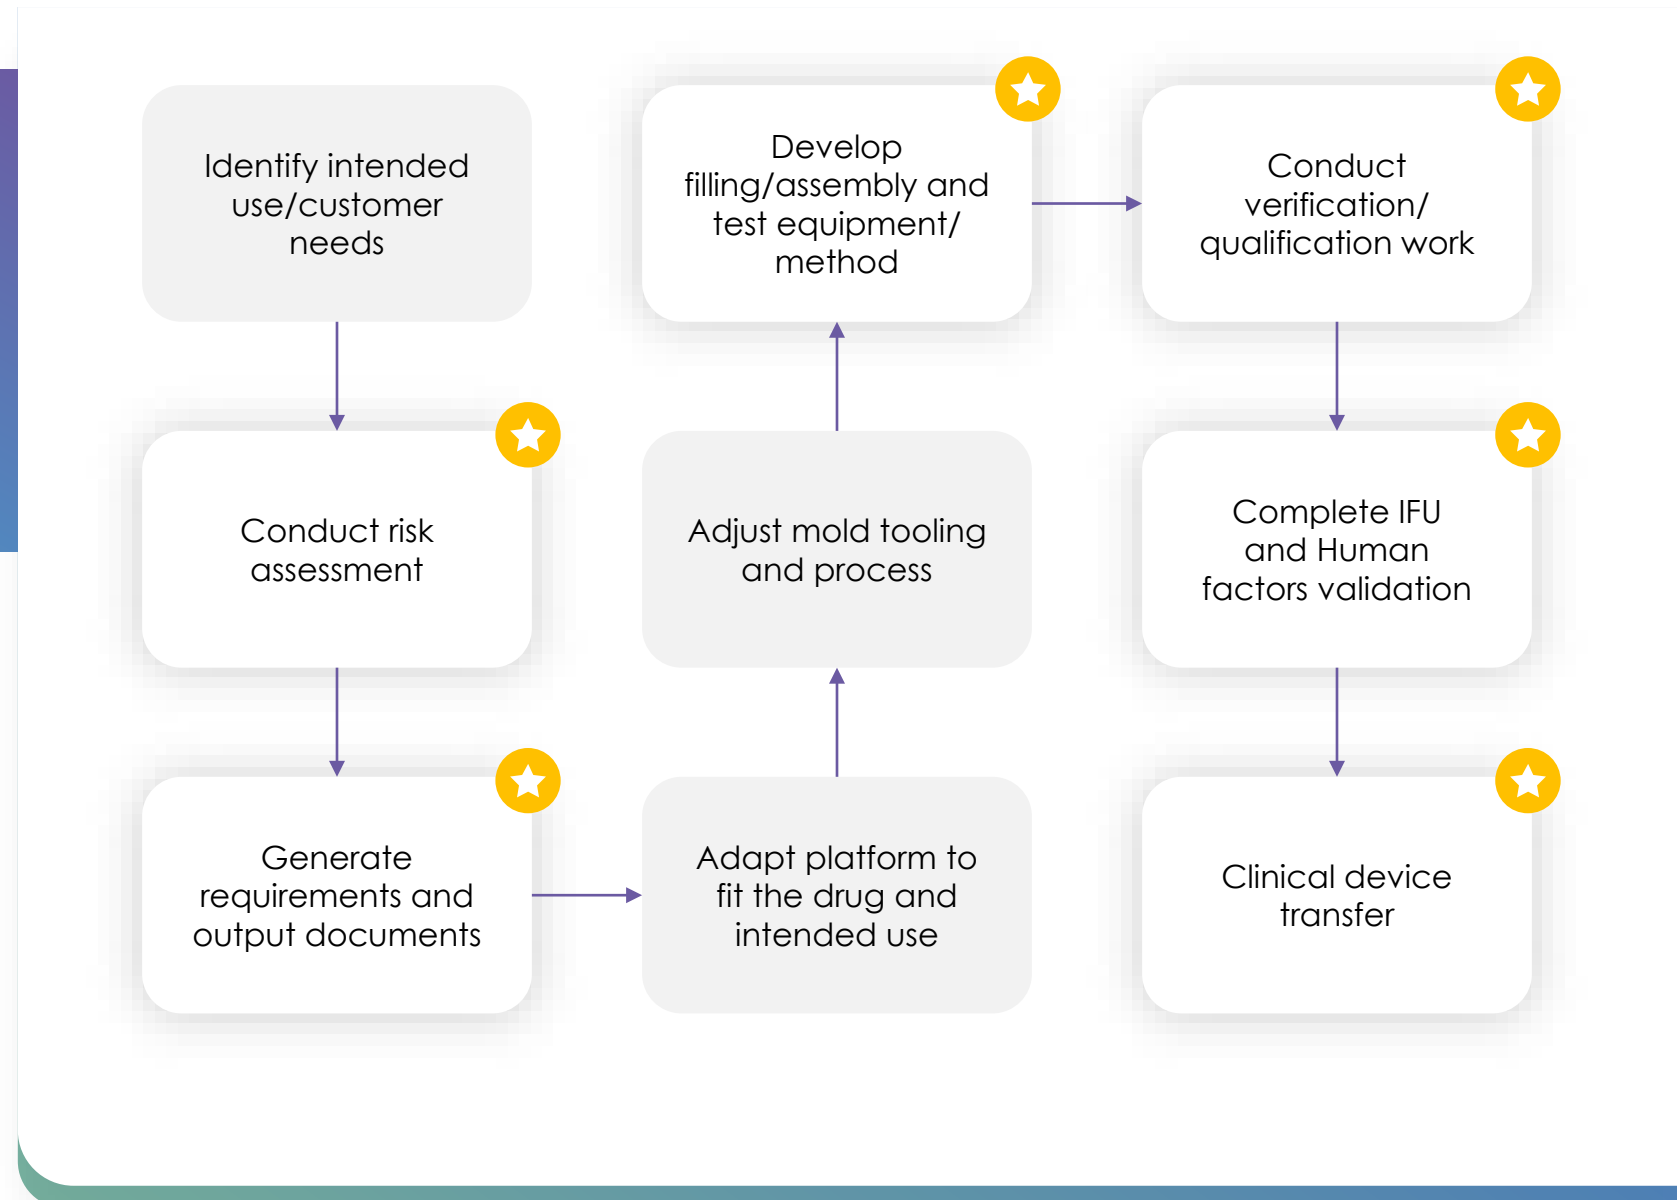 Identify intended
use/customer
needs
Conduct risk
assessment
Generate
requirements and
output documents
Adapt platform to
fit the drug and
intended use
Adjust mold tooling
and process
Develop
filling/assembly and
test equipment/
method
Conduct
verification/
qualification work
Complete IFU
and Human
factors validation
Clinical device
transfer